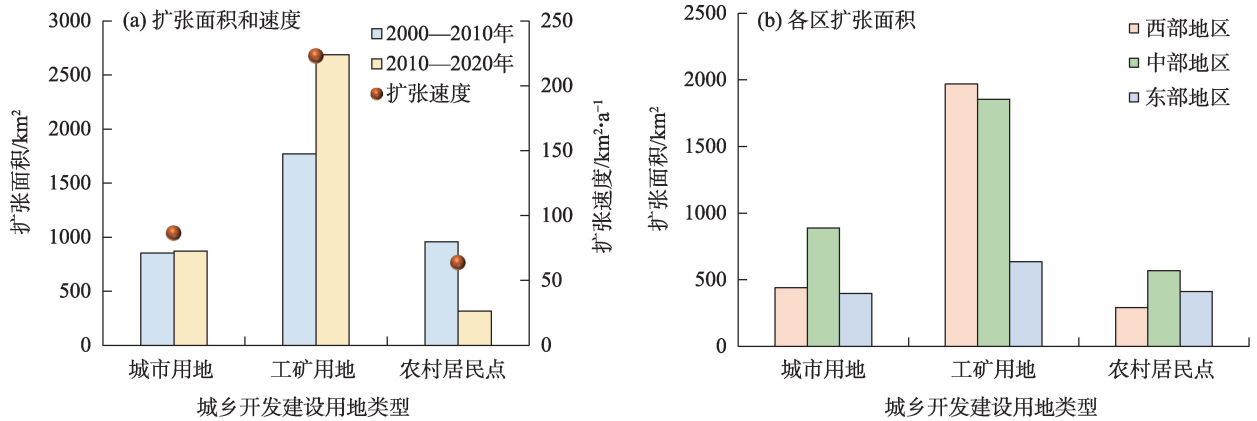 (a) 扩张面积和速度
2000—2010年
2010—2020年
扩张速度
扩张面积/km²
3000
2500
2000
1500
1000
500
0
250
200
150
100
50
0
扩张速度/km²•a⁻¹
城市用地
工矿用地
农村居民点
城乡开发建设用地类型
(b) 各区扩张面积
西部地区
中部地区
东部地区
扩张面积/km²
2500
2000
1500
1000
500
0
城市用地
工矿用地
农村居民点
城乡开发建设用地类型